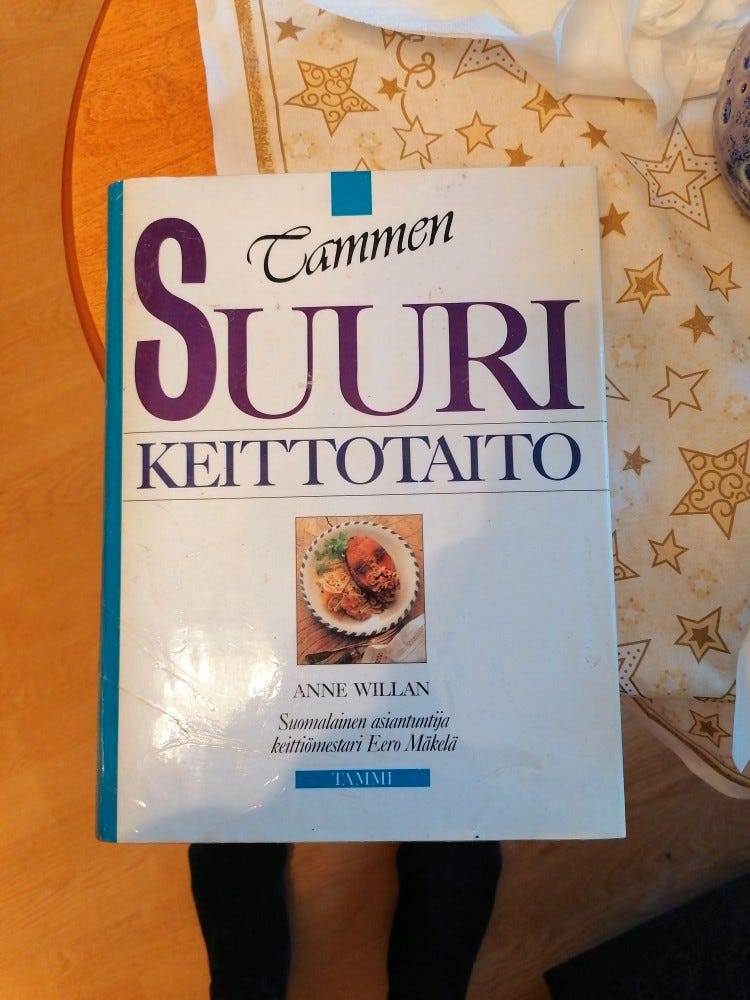 Tammen
SUURI
KEITTOTAITO
ANNE WILLAN
Suomalainen asiantuntija
keittiömestari Eero Mäkelä
TAMMI